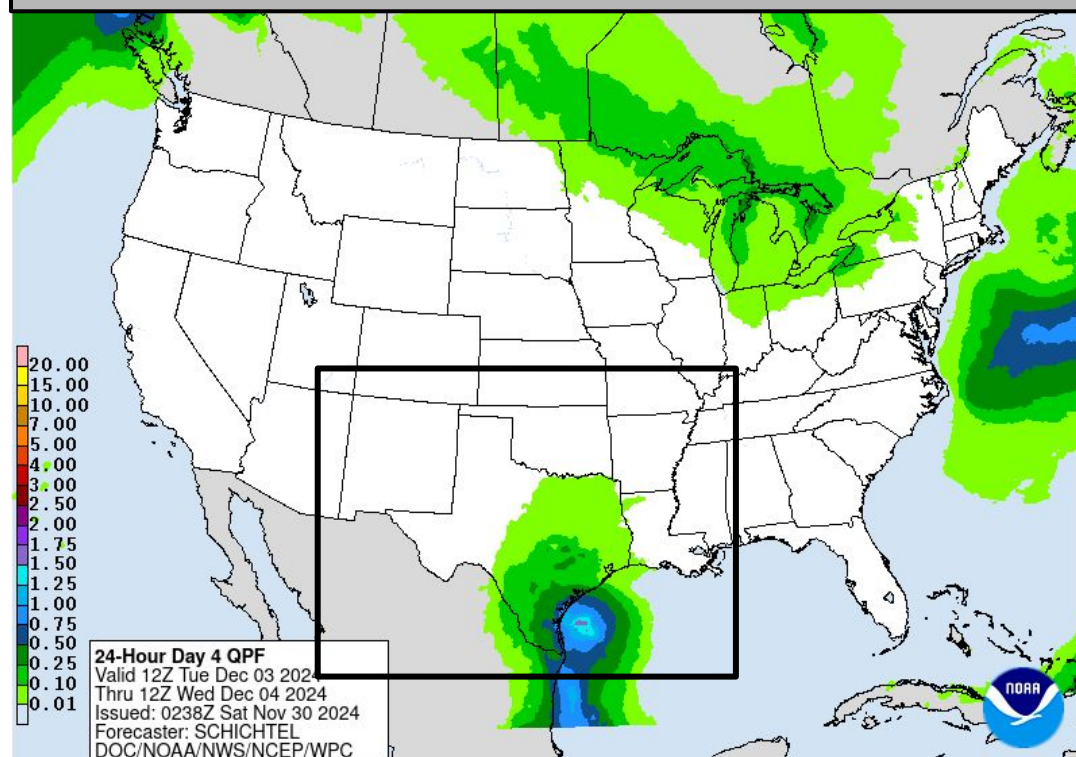 20.00
15.00
10.00
7.00
5.00
4.00
3.00
2.50
2.00
1.75
1.50
1.25
1.00
0.75
0.50
0.25
0.10
0.01
24-Hour Day 4 QPF
Valid 12Z Tue Dec 03 2024
Thru 12Z Wed Dec 04 2024
Issued: 0238Z Sat Nov 30 2024
Forecaster: SCHICHTEL
DOC/NOAA/NWS/NCEP/WPC
NOAA